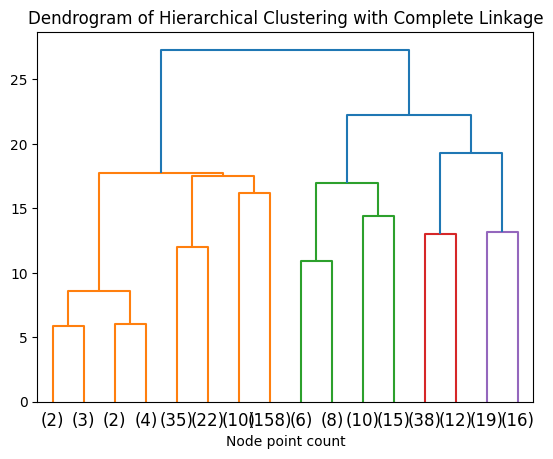 Dendrogram of Hierarchical Clustering with Complete Linkage
25
20
15
10
5
0
(2) (3) (2) (4) (35) (22) (10) (158) (6) (8) (10) (15) (38) (12) (19) (16)
Node point count